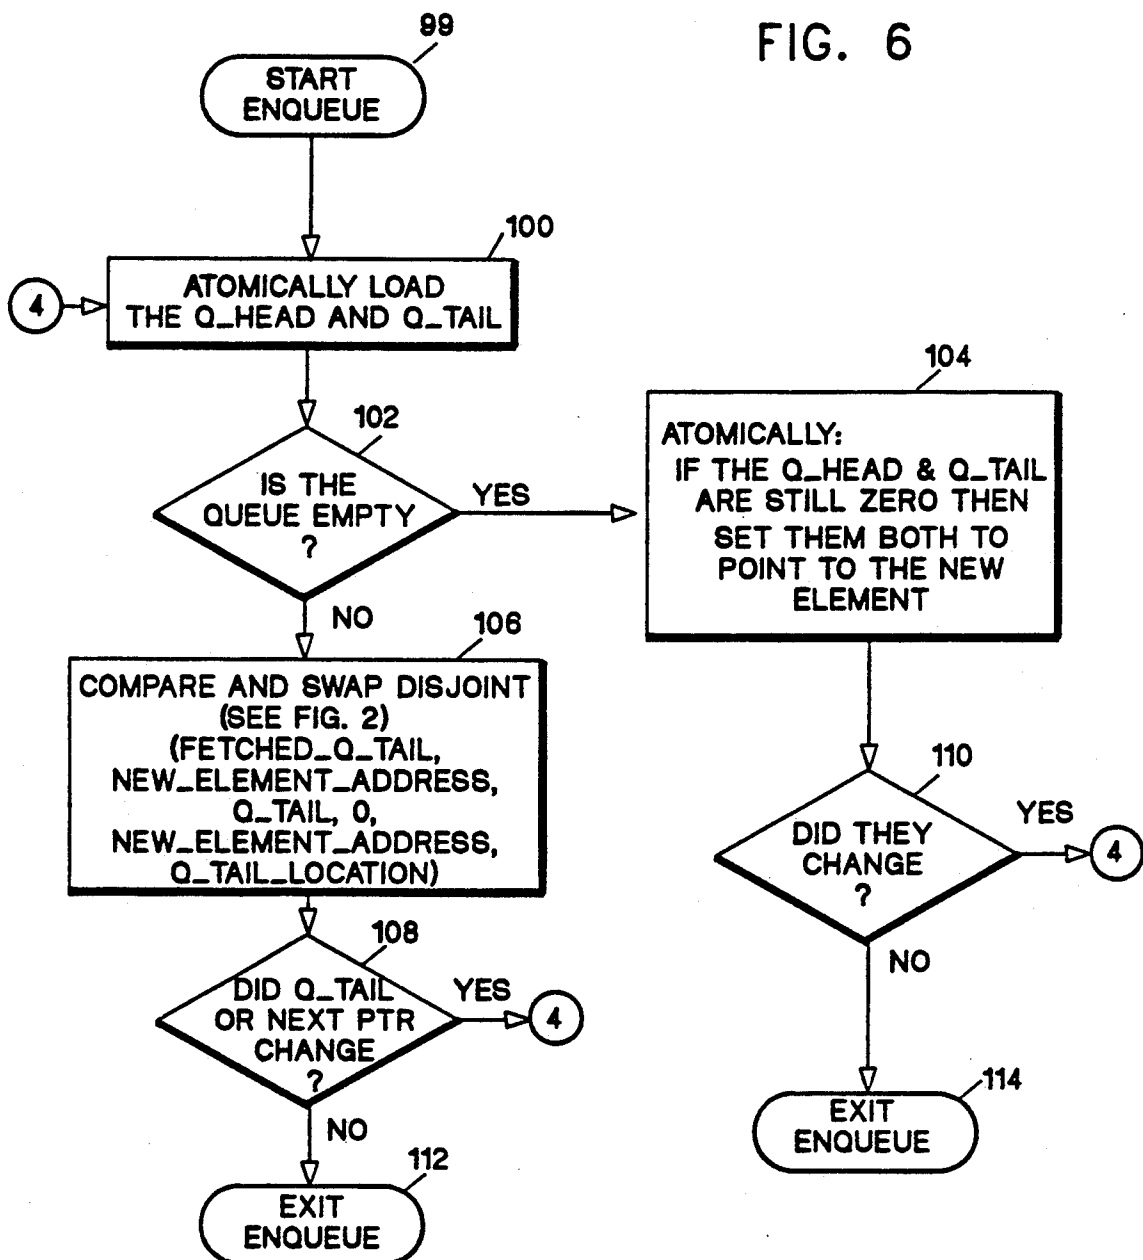 FIG. 6
99
START
ENQUEUE
100
4
ATOMICALLY LOAD
THE Q_HEAD AND Q_TAIL
102
IS THE
QUEUE EMPTY
?
YES
NO
104
ATOMICALLY:
IF THE Q_HEAD & Q_TAIL
ARE STILL ZERO THEN
SET THEM BOTH TO
POINT TO THE NEW
ELEMENT
106
COMPARE AND SWAP DISJOINT
(SEE FIG. 2)
(FETCHED_Q_TAIL,
NEW_ELEMENT_ADDRESS,
Q_TAIL, 0,
NEW_ELEMENT_ADDRESS,
Q_TAIL_LOCATION)
110
DID THEY
CHANGE
?
YES
4
NO
108
DID Q_TAIL
OR NEXT PTR
CHANGE
?
YES
4
NO
114
EXIT
ENQUEUE
112
EXIT
ENQUEUE